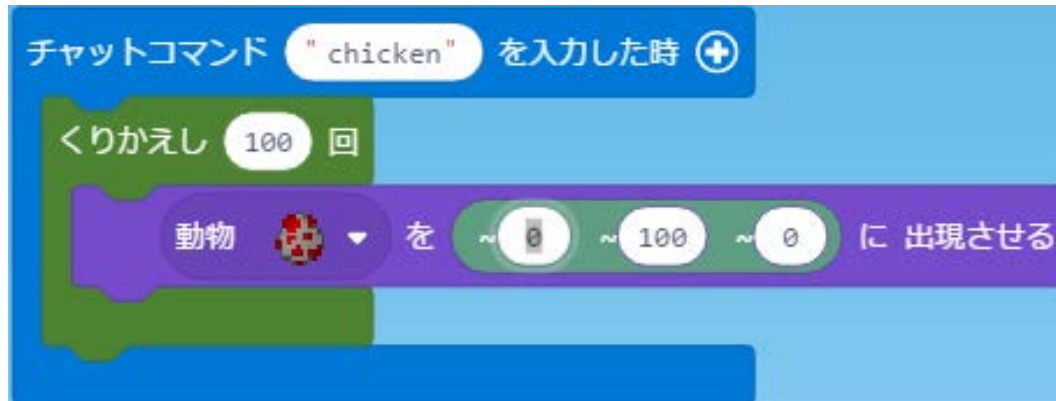 チャットコマンド "chicken" を入力した時
くりかえし 100 回
動物 を ~ 0 ~ 100 ~ 0 に 出現させる